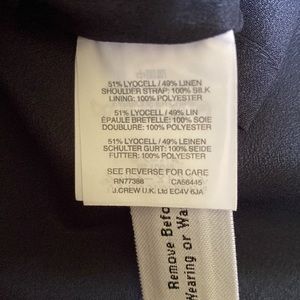 51% LYOCELL / 49% LINEN
SHOULDER STRAP: 100% SILK
LINING: 100% POLYESTER
51% LYOCELL / 49% LIN
ÉPAULE BRETELLE: 100% SOIE
DOUBLURE: 100% POLYESTER
51% LYOCELL / 49% LEINEN
SCHULTER GURT: 100% SEIDE
FUTTER: 100% POLYESTER
SEE REVERSE FOR CARE
RN77388 CA56445
J.CREW U.K. Ltd EC4V 6JA
Remove Befo
Wearing or Wa